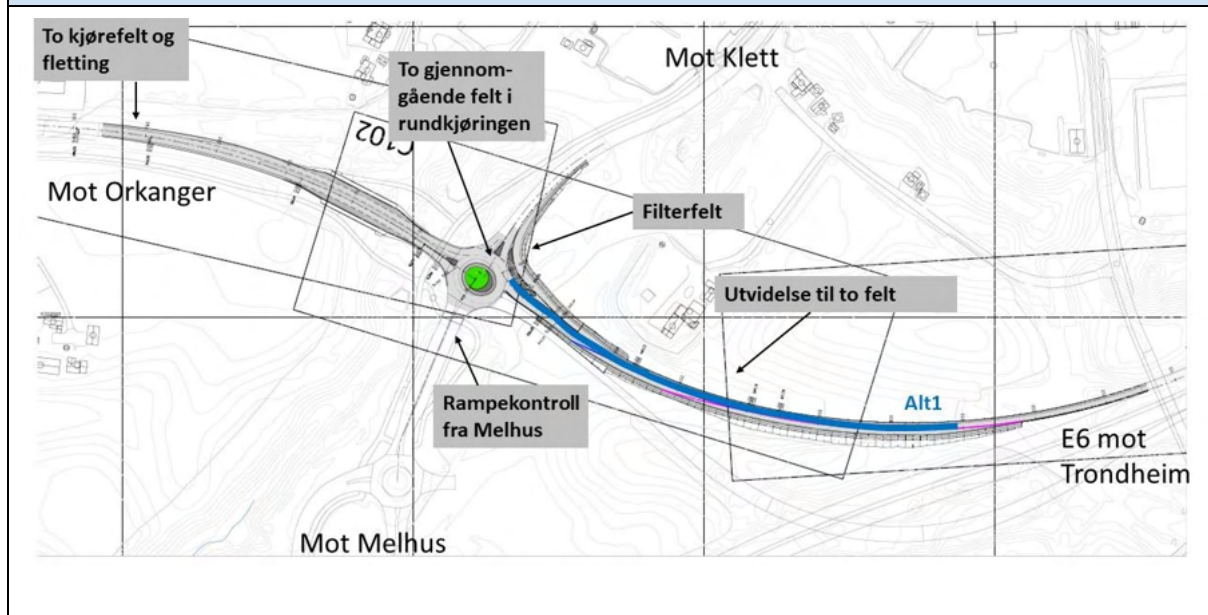 To kjørefelt og
fletting
To gjennom-
gående felt i
rundkjøringen
Mot Klett
C102
Mot Orkanger
Filterfelt
Utvidelse til to felt
Rampekontroll
fra Melhus
Alt1
E6 mot
Trondheim
Mot Melhus